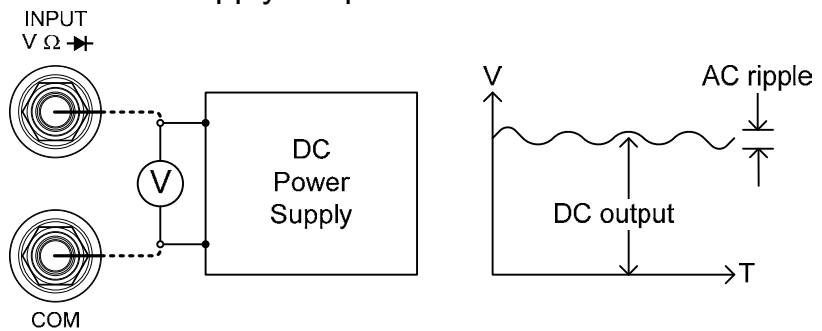 INPUT
V Ω
COM
V
DC
Power
Supply
V
AC ripple
DC output
T